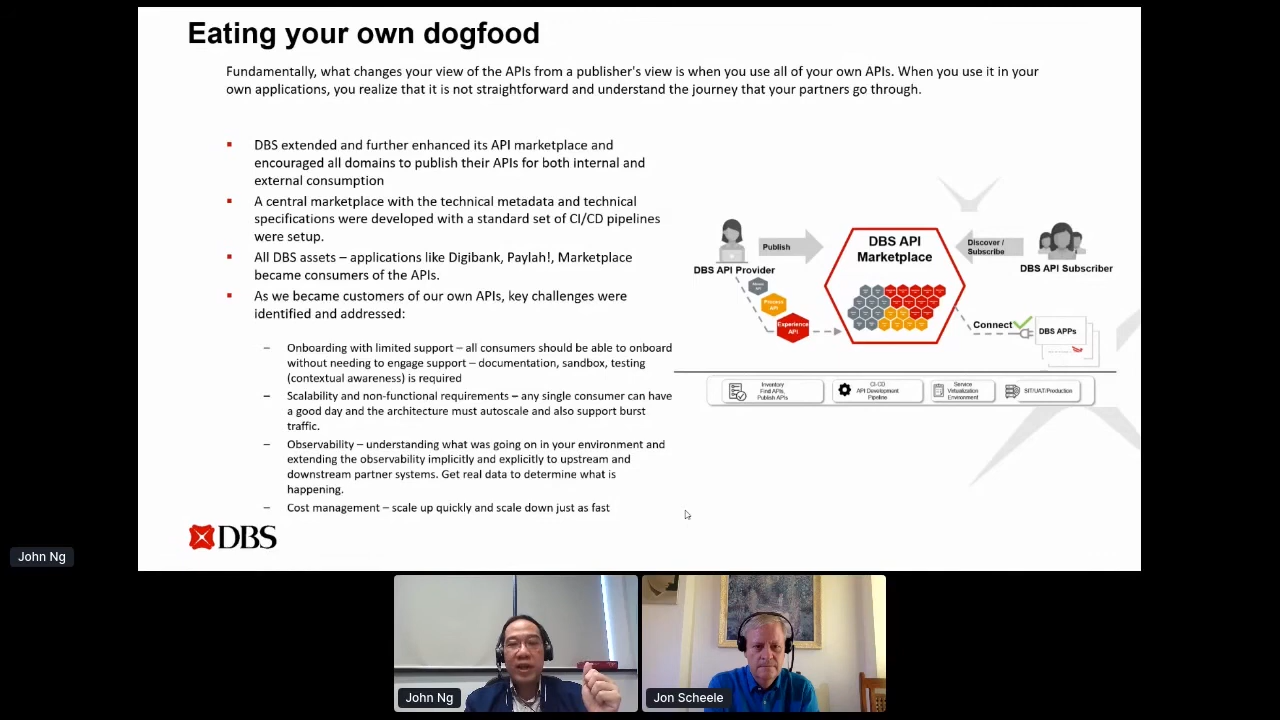 Eating your own dogfood
Fundamentally, what changes your view of the APIs from a publisher's view is when you use all of your own APIs. When you use it in your
own applications, you realize that it is not straightforward and understand the journey that your partners go through.
▪ DBS extended and further enhanced its API marketplace and
encouraged all domains to publish their APIs for both internal and
external consumption
▪ A central marketplace with the technical metadata and technical
specifications were developed with a standard set of CI/CD pipelines
were setup.
▪ All DBS assets – applications like Digibank, Paylah!, Marketplace
became consumers of the APIs.
▪ As we became customers of our own APIs, key challenges were
identified and addressed:
– Onboarding with limited support – all consumers should be able to onboard
without needing to engage support – documentation, sandbox, testing
(contextual awareness) is required
– Scalability and non-functional requirements – any single consumer can have
a good day and the architecture must autoscale and also support burst
traffic.
– Observability – understanding what was going on in your environment and
extending the observability implicitly and explicitly to upstream and
downstream partner systems. Get real data to determine what is
happening.
– Cost management – scale up quickly and scale down just as fast
DBS
Publish
DBS API Provider
Process
API
Experience
API
DBS API
Marketplace
Discover /
Subscribe
DBS API Subscriber
Connect
DBS APPs
Inventory
Find APIs,
Publish APIs
CI-CD
API Development
Pipeline
Service
Virtualization
Environment
SIT/UAT/Production
John Ng
John Ng
Jon Scheele